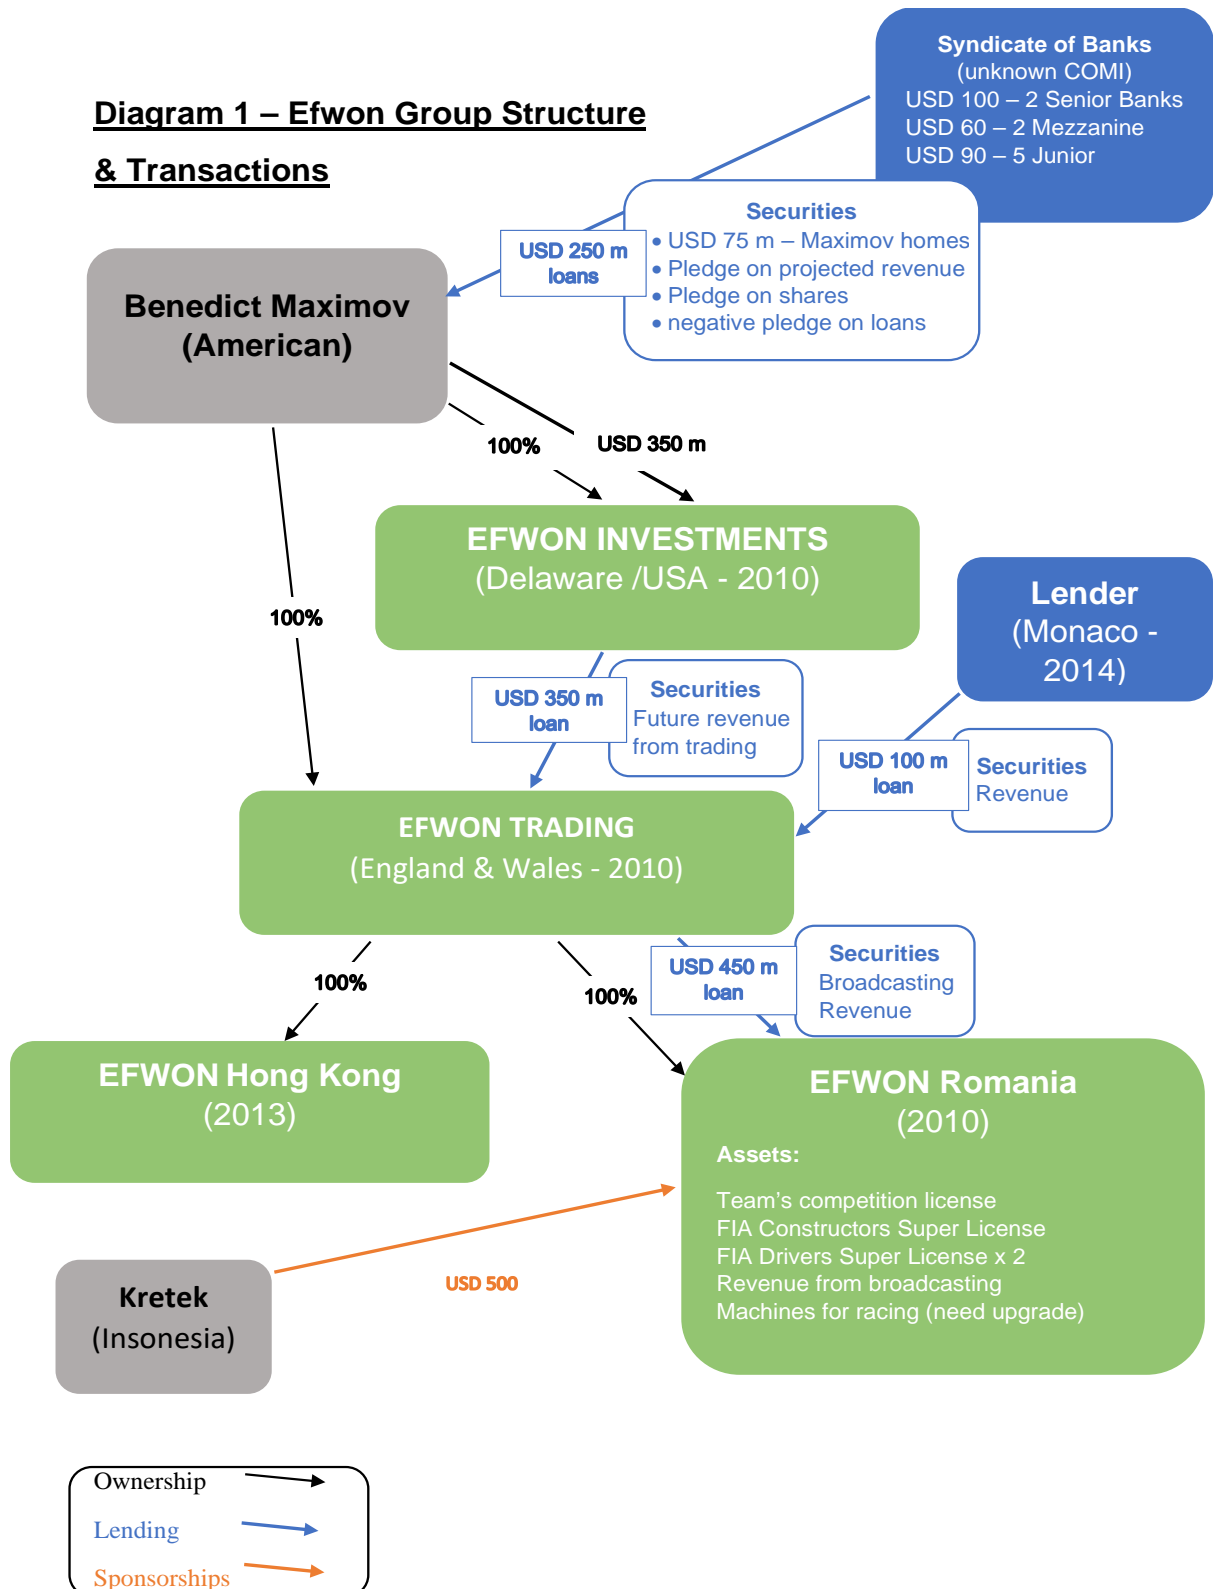 Diagram 1 – Efwon Group Structure
& Transactions
Syndicate of Banks
(unknown COMI)
USD 100 – 2 Senior Banks
USD 60 – 2 Mezzanine
USD 90 – 5 Junior
Securities
• USD 75 m – Maximov homes
• Pledge on projected revenue
• Pledge on shares
• negative pledge on loans
USD 250 m
loans
Benedict Maximov
(American)
100%
USD 350 m
EFWON INVESTMENTS
(Delaware /USA - 2010)
100%
Lender
(Monaco -
2014)
USD 350 m
loan
Securities
Future revenue
from trading
USD 100 m
loan
Securities
Revenue
EFWON TRADING
(England & Wales - 2010)
100%
100%
USD 450 m
loan
Securities
Broadcasting
Revenue
EFWON Hong Kong
(2013)
EFWON Romania
(2010)
Assets:
Team's competition license
FIA Constructors Super License
FIA Drivers Super License x 2
Revenue from broadcasting
Machines for racing (need upgrade)
Kretek
(Insonesia)
USD 500
Ownership
Lending
Sponsorships